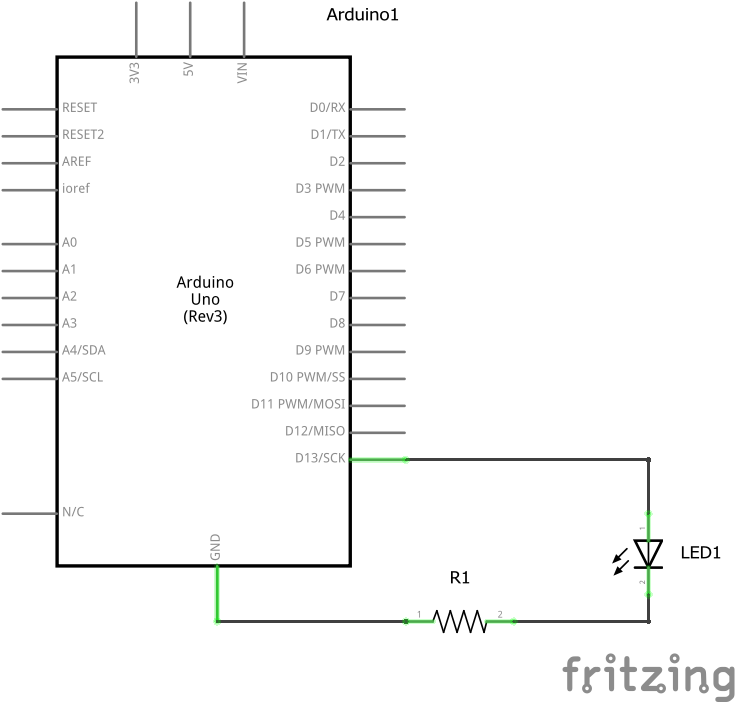 Arduino1
3V3
5V
VIN
RESET
RESET2
AREF
ioref
A0
A1
A2
A3
A4/SDA
A5/SCL
N/C
Arduino
Uno
(Rev3)
D0/RX
D1/TX
D2
D3 PWM
D4
D5 PWM
D6 PWM
D7
D8
D9 PWM
D10 PWM/SS
D11 PWM/MOSI
D12/MISO
D13/SCK
GND
1
LED1
2
R1
1
2
fritzing